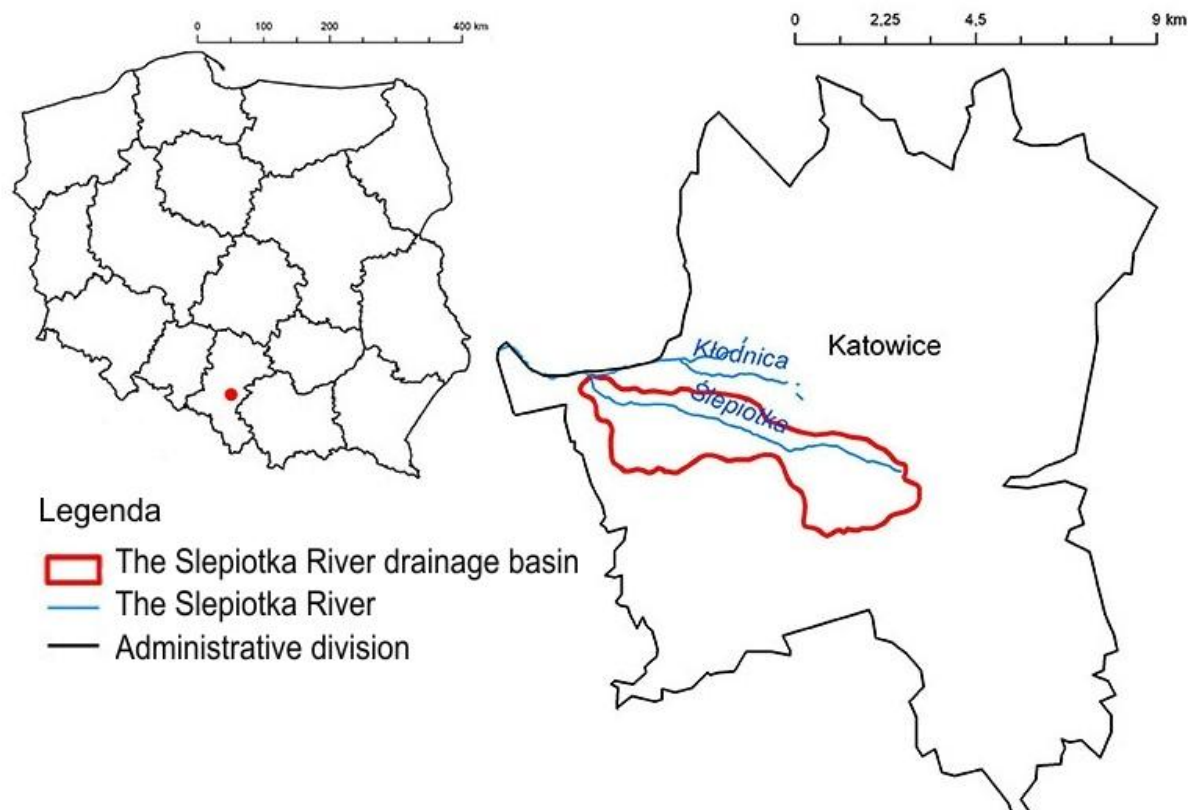 0 100 200 400 km
0 2,25 4,5 9 km
Kłodnica
Katowice
Ślepiotka
Legenda
The Slepiotka River drainage basin
The Slepiotka River
Administrative division